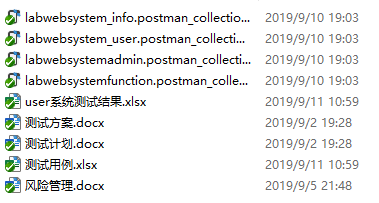 labwebsystem_info.postman_collectio... 2019/9/10 19:03
labwebsystem_user.postman_collectio... 2019/9/10 19:03
labwebsystemadmin.postman_collecti... 2019/9/10 19:03
labwebsystemfunction.postman_colle... 2019/9/10 19:03
user系统测试结果.xlsx 2019/9/11 10:59
测试方案.docx 2019/9/2 19:28
测试计划.docx 2019/9/2 19:28
测试用例.xlsx 2019/9/11 10:59
风险管理.docx 2019/9/5 21:48